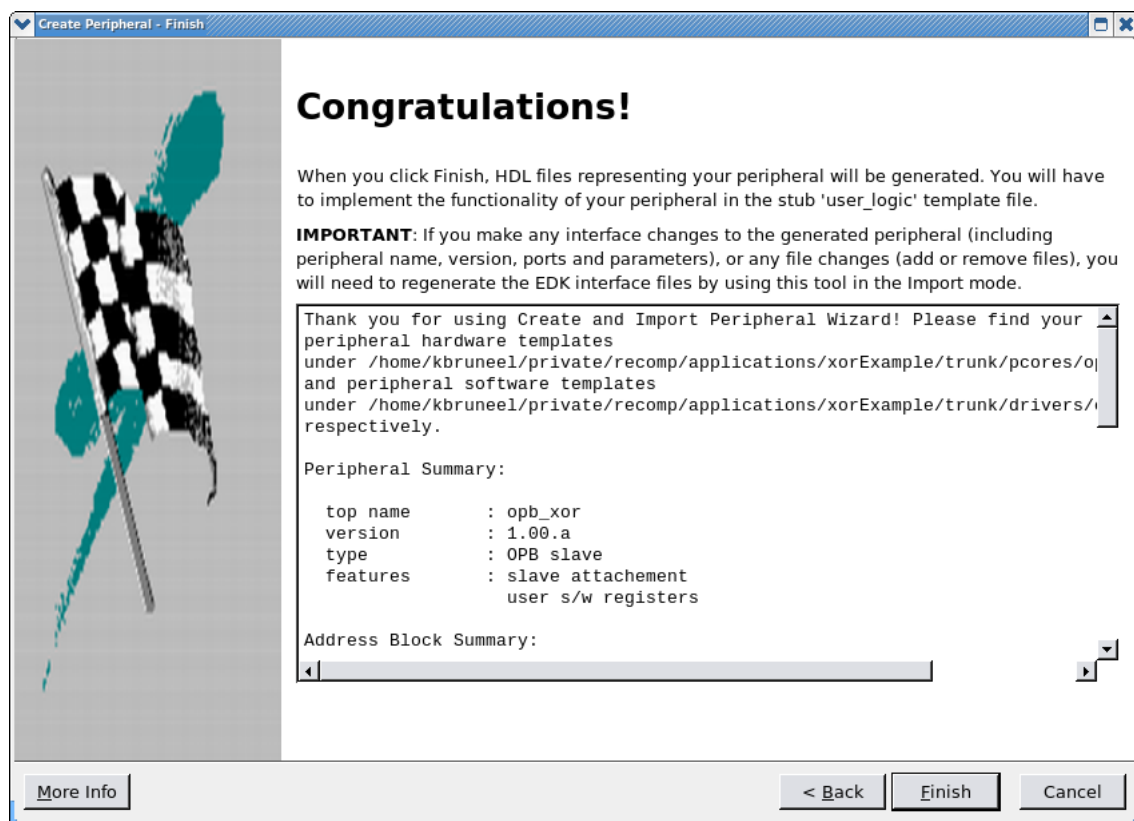 Create Peripheral - Finish
Congratulations!
When you click Finish, HDL files representing your peripheral will be generated. You will have
to implement the functionality of your peripheral in the stub 'user_logic' template file.
IMPORTANT: If you make any interface changes to the generated peripheral (including
peripheral name, version, ports and parameters), or any file changes (add or remove files), you
will need to regenerate the EDK interface files by using this tool in the Import mode.
Thank you for using Create and Import Peripheral Wizard! Please find your
peripheral hardware templates
under /home/kbruneel/private/recomp/applications/xorExample/trunk/pcores/
and peripheral software templates
under /home/kbruneel/private/recomp/applications/xorExample/trunk/drivers/
respectively.
Peripheral Summary:
top name : opb_xor
version : 1.00.a
type : OPB slave
features : slave attachement
user s/w registers
Address Block Summary:
More Info
< Back
Finish
Cancel